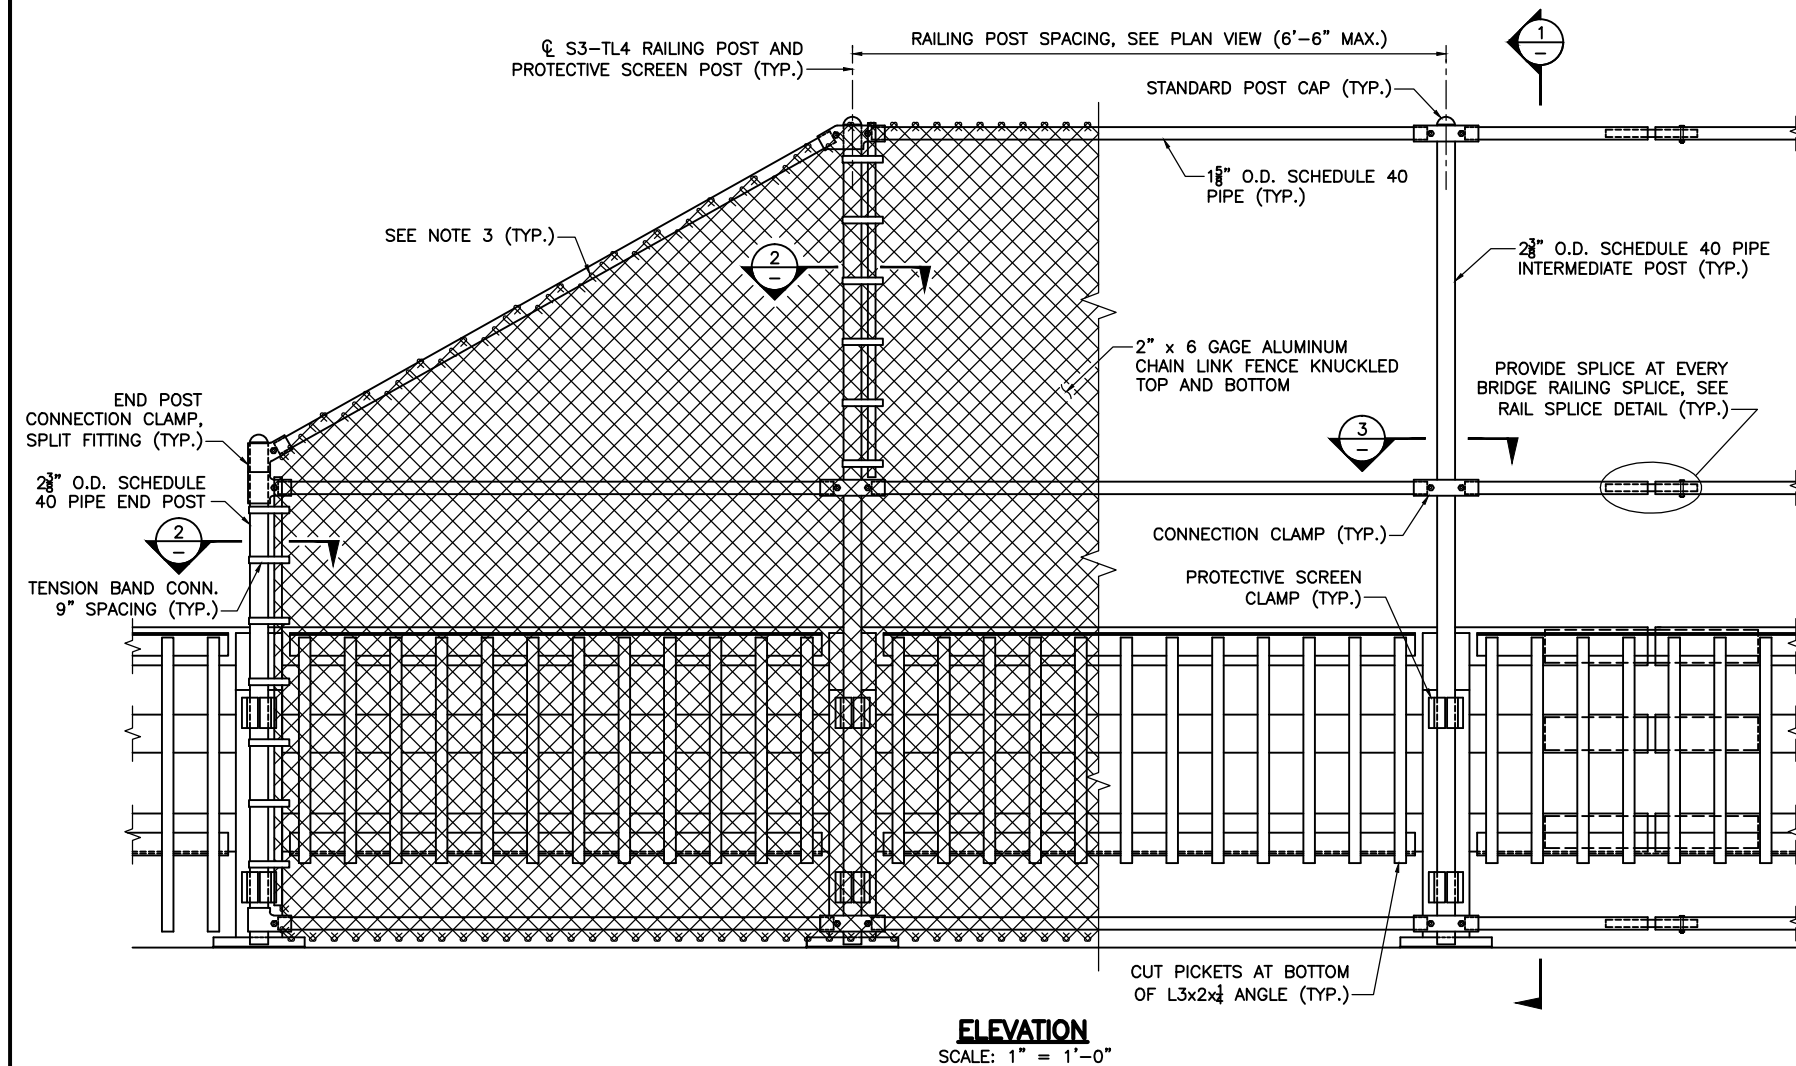 ℄ S3-TL4 RAILING POST AND
PROTECTIVE SCREEN POST (TYP.)
RAILING POST SPACING, SEE PLAN VIEW (6'-6" MAX.)
1
-
STANDARD POST CAP (TYP.)
1⅝" O.D. SCHEDULE 40
PIPE (TYP.)
SEE NOTE 3 (TYP.)
2
-
2⅜" O.D. SCHEDULE 40 PIPE
INTERMEDIATE POST (TYP.)
2" x 6 GAGE ALUMINUM
CHAIN LINK FENCE KNUCKLED
TOP AND BOTTOM
PROVIDE SPLICE AT EVERY
BRIDGE RAILING SPLICE, SEE
RAIL SPLICE DETAIL (TYP.)
END POST
CONNECTION CLAMP,
SPLIT FITTING (TYP.)
3
-
2⅜" O.D. SCHEDULE
40 PIPE END POST
2
-
CONNECTION CLAMP (TYP.)
TENSION BAND CONN.
9" SPACING (TYP.)
PROTECTIVE SCREEN
CLAMP (TYP.)
CUT PICKETS AT BOTTOM
OF L3x2x¼ ANGLE (TYP.)
ELEVATION
SCALE: 1" = 1'-0"